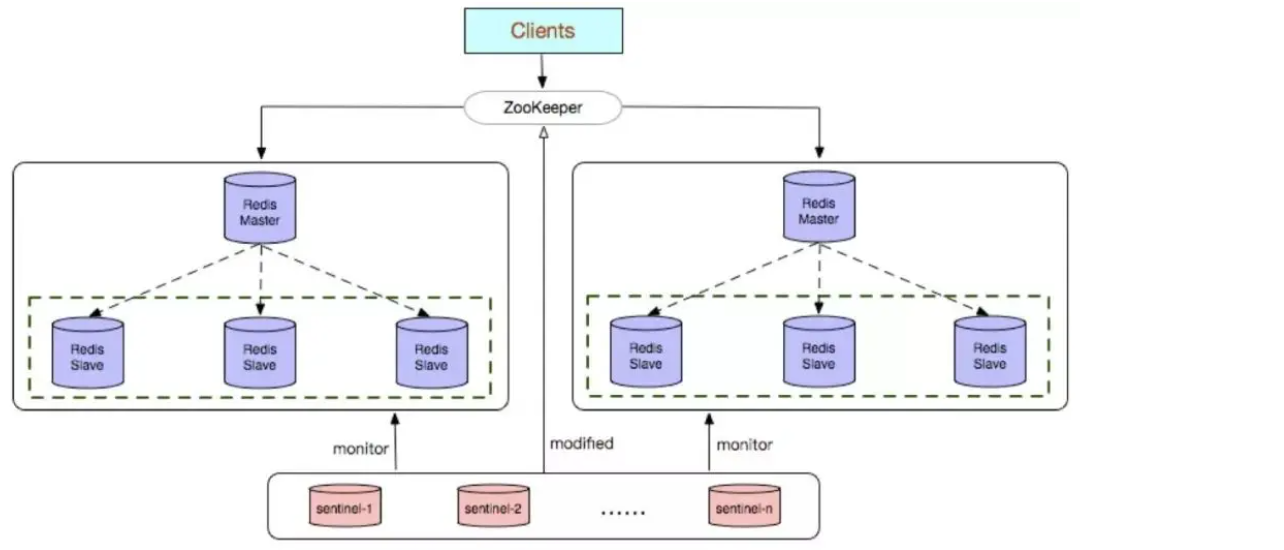 Clients
ZooKeeper
Redis
Master
Redis
Master
Redis
Slave
Redis
Slave
Redis
Slave
Redis
Slave
Redis
Slave
Redis
Slave
monitor
modified
monitor
sentinel-1
sentinel-2
......
sentinel-n